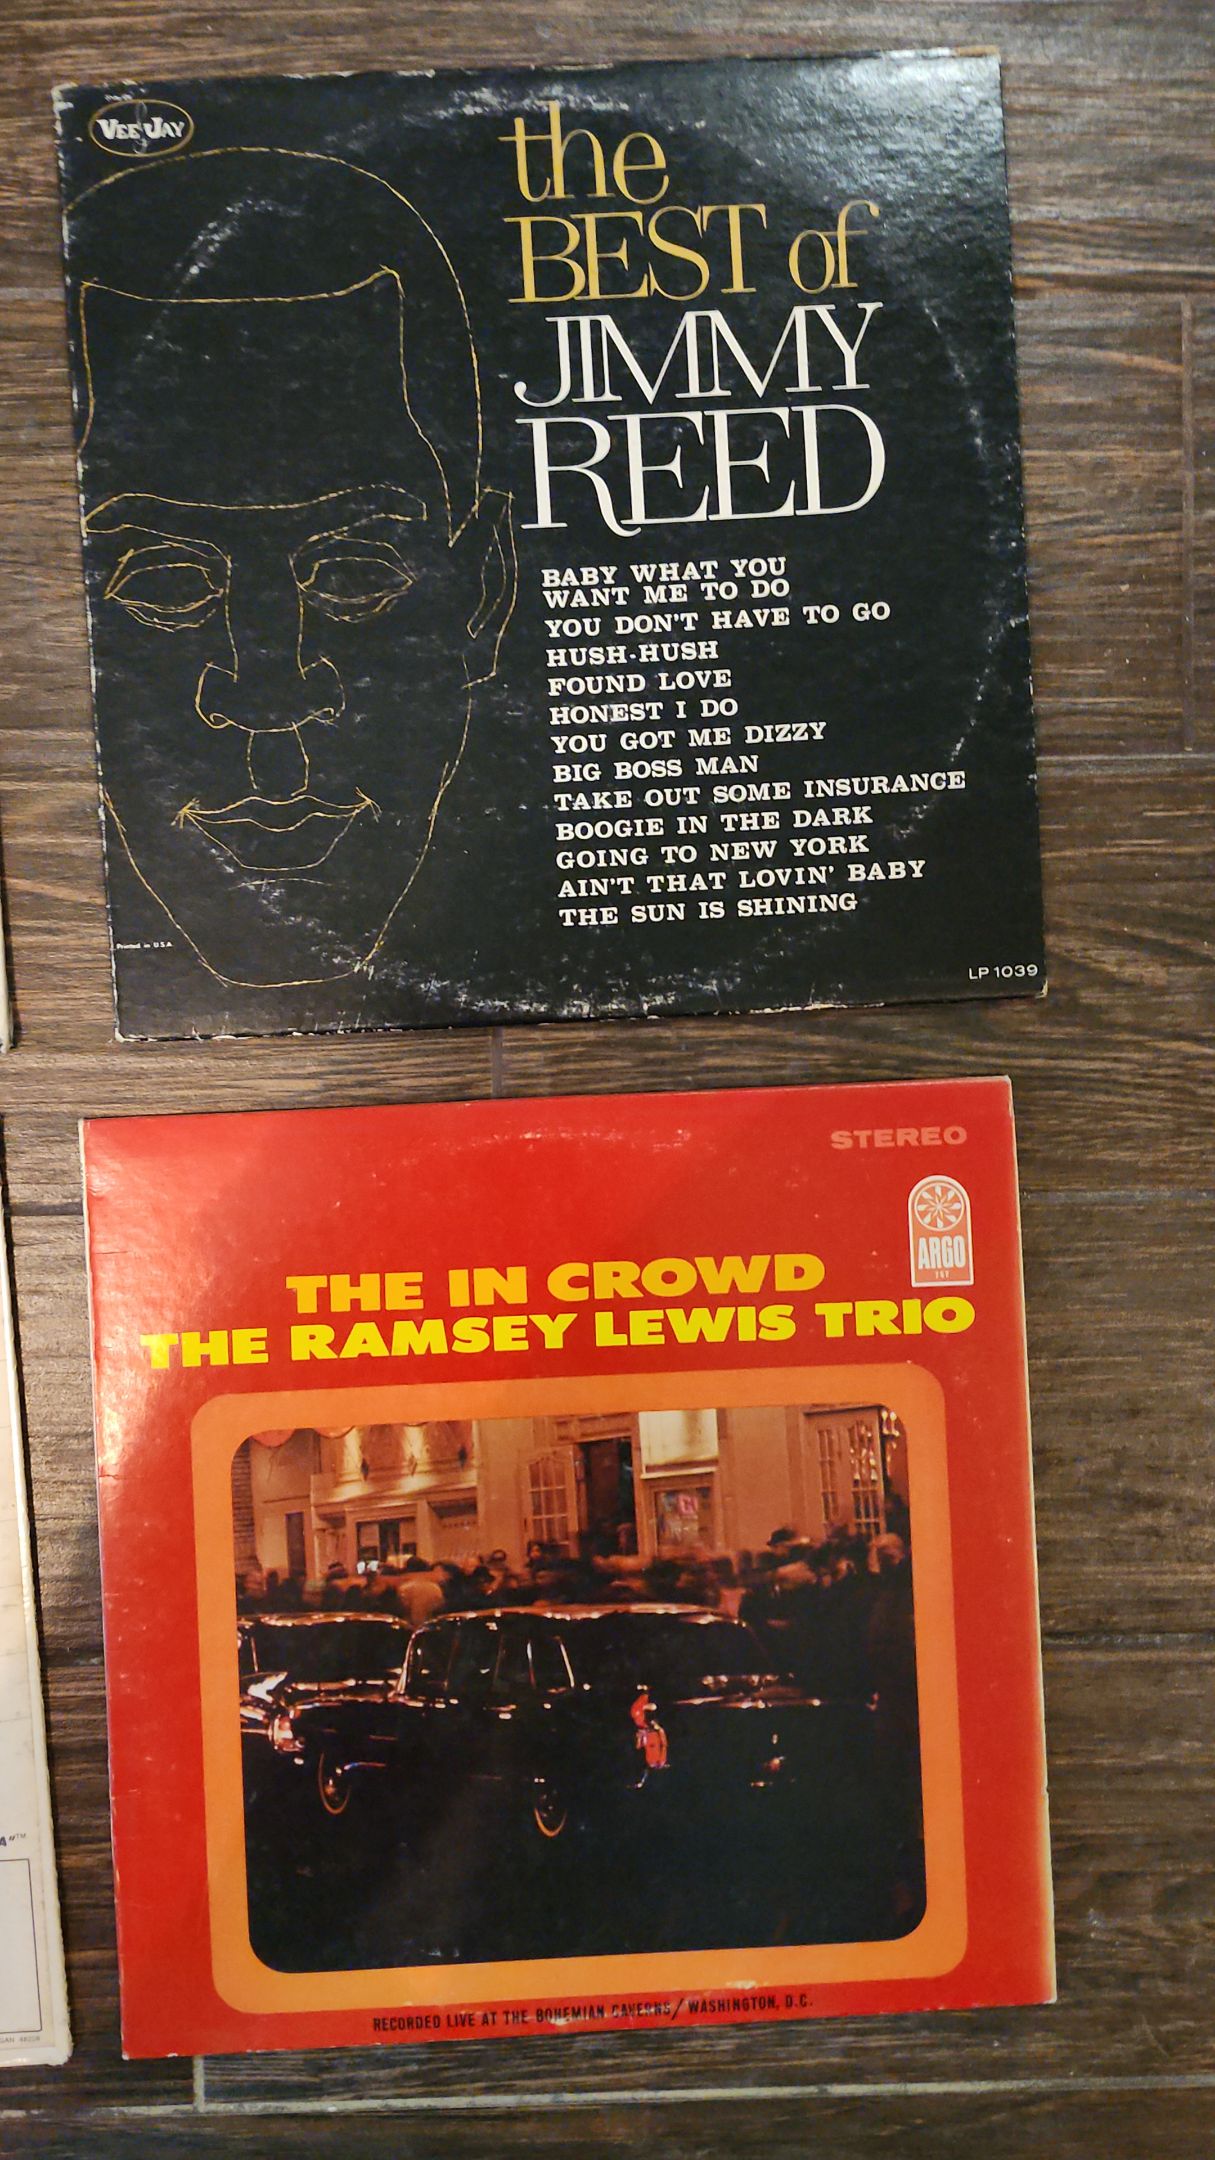 VEE JAY
the
BEST of
JIMMY
REED
BABY WHAT YOU
WANT ME TO DO
YOU DON'T HAVE TO GO
HUSH-HUSH
FOUND LOVE
HONEST I DO
YOU GOT ME DIZZY
BIG BOSS MAN
TAKE OUT SOME INSURANCE
BOOGIE IN THE DARK
GOING TO NEW YORK
AIN'T THAT LOVIN' BABY
THE SUN IS SHINING
Printed in U.S.A.
LP 1039
STEREO
ARGO
757
THE IN CROWD
THE RAMSEY LEWIS TRIO
RECORDED LIVE AT THE BOHEMIAN CAVERNS/WASHINGTON, D.C.